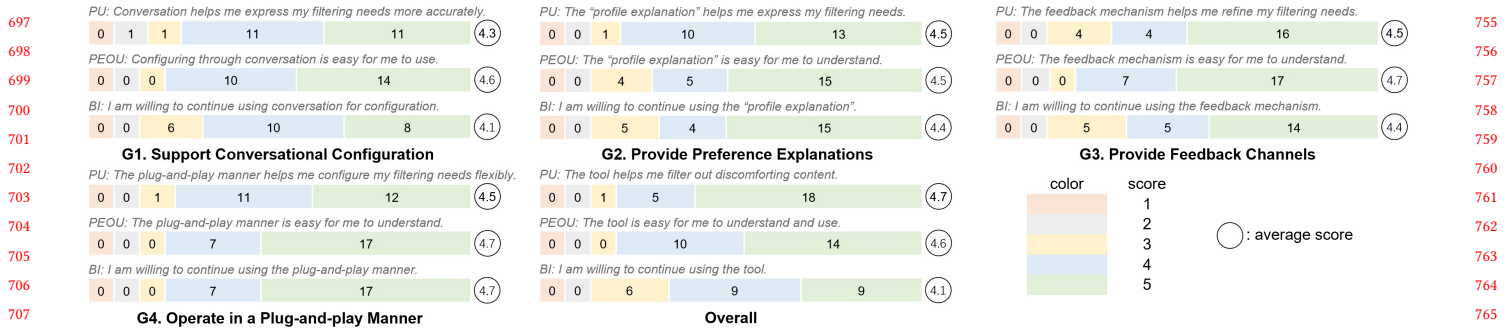 697
698
699
700
701
702
703
704
705
706
707
PU: Conversation helps me express my filtering needs more accurately.
0 1 1 11 11 4.3
PEOU: Configuring through conversation is easy for me to use.
0 0 0 10 14 4.6
BI: I am willing to continue using conversation for configuration.
0 0 6 10 8 4.1
G1. Support Conversational Configuration
PU: The “profile explanation” helps me express my filtering needs.
0 0 1 10 13 4.5
PEOU: The “profile explanation” is easy for me to understand.
0 0 4 5 15 4.5
BI: I am willing to continue using the “profile explanation”.
0 0 5 4 15 4.4
G2. Provide Preference Explanations
PU: The feedback mechanism helps me refine my filtering needs.
0 0 4 4 16 4.5
PEOU: The feedback mechanism is easy for me to understand.
0 0 0 7 17 4.7
BI: I am willing to continue using the feedback mechanism.
0 0 5 5 14 4.4
G3. Provide Feedback Channels
PU: The plug-and-play manner helps me configure my filtering needs flexibly.
0 0 1 11 12 4.5
PEOU: The plug-and-play manner is easy for me to understand.
0 0 0 7 17 4.7
BI: I am willing to continue using the plug-and-play manner.
0 0 0 7 17 4.7
G4. Operate in a Plug-and-play Manner
PU: The tool helps me filter out discomforting content.
0 0 1 5 18 4.7
PEOU: The tool is easy for me to understand and use.
0 0 0 10 14 4.6
BI: I am willing to continue using the tool.
0 0 6 9 9 4.1
Overall
color score
1
2
3
4
5
: average score
755
756
757
758
759
760
761
762
763
764
765